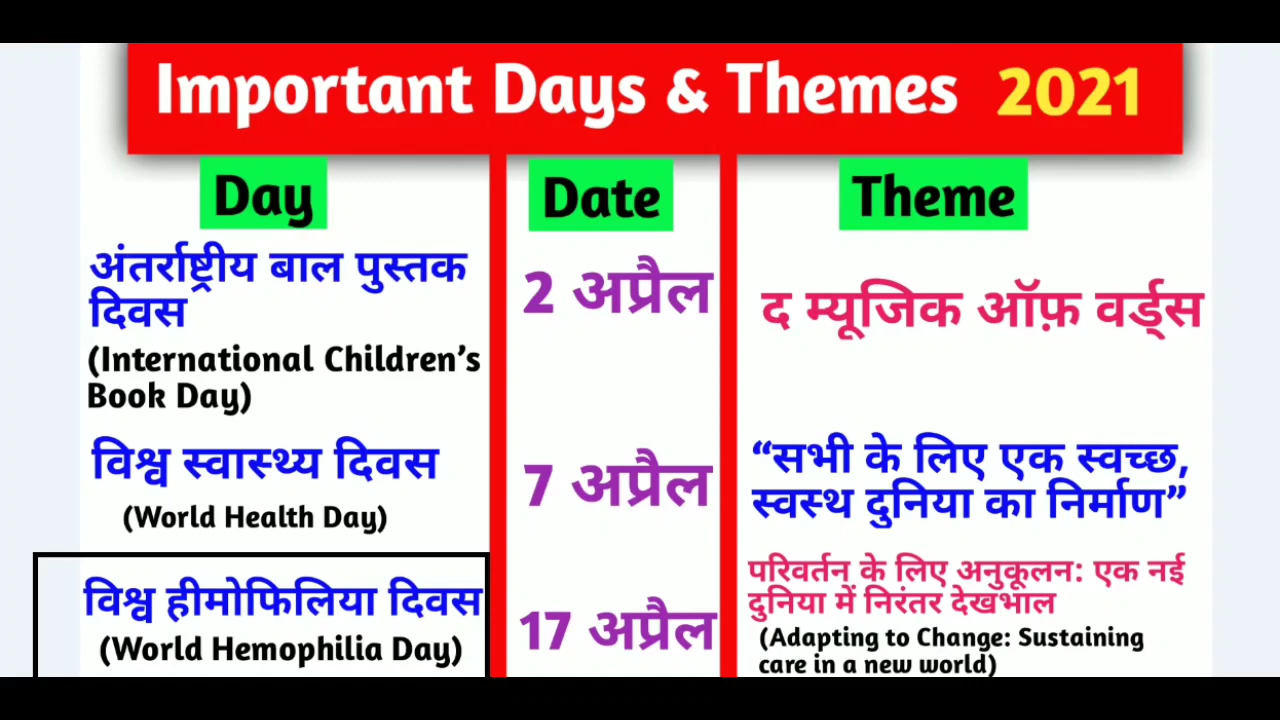 Important Days & Themes 2021
Day
Date
Theme
अंतर्राष्ट्रीय बाल पुस्तक
दिवस
(International Children’s
Book Day)
2 अप्रैल
द म्यूजिक ऑफ़ वर्ड्स
विश्व स्वास्थ्य दिवस
(World Health Day)
7 अप्रैल
“सभी के लिए एक स्वच्छ,
स्वस्थ दुनिया का निर्माण”
विश्व हीमोफिलिया दिवस
(World Hemophilia Day)
17 अप्रैल
परिवर्तन के लिए अनुकूलन: एक नई
दुनिया में निरंतर देखभाल
(Adapting to Change: Sustaining
care in a new world)